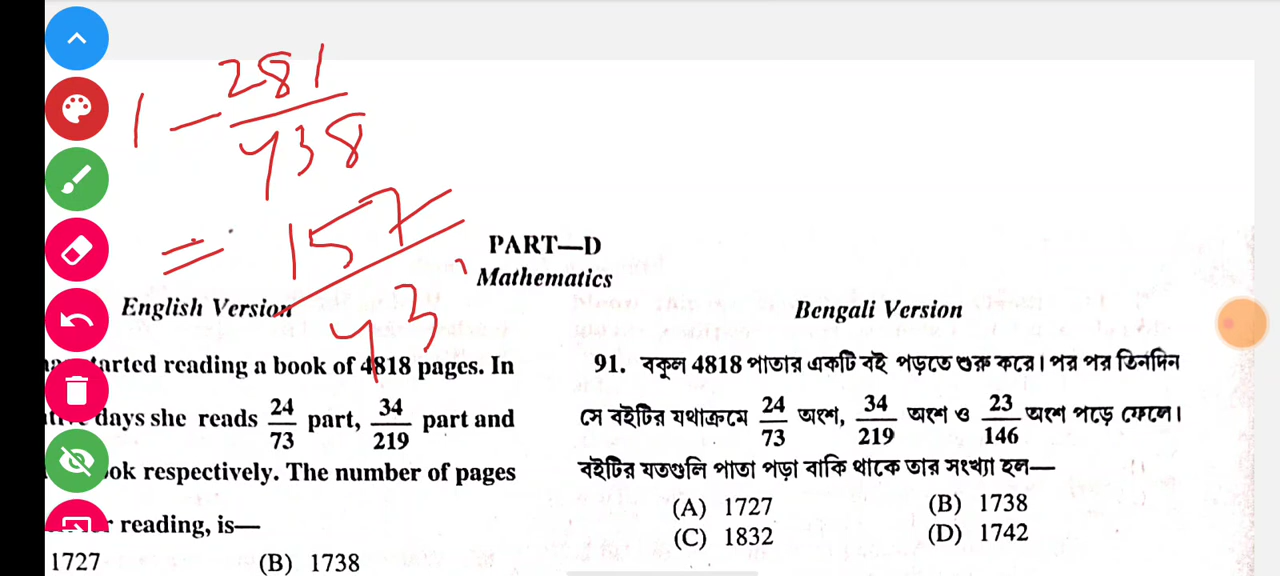 1 - 281/438
= 157/43
PART—D
Mathematics
English Version
Bengali Version
started reading a book of 4818 pages. In
days she reads 24/73 part, 34/219 part and
ook respectively. The number of pages
reading, is—
1727 (B) 1738
91. বকুল 4818 পাতার একটি বই পড়তে শুরু করে। পর পর তিনদিন
সে বইটির যথাক্রমে 24/73 অংশ, 34/219 অংশ ও 23/146 অংশ পড়ে ফেলে।
বইটির যতগুলি পাতা পড়া বাকি থাকে তার সংখ্যা হল—
(A) 1727 (B) 1738
(C) 1832 (D) 1742